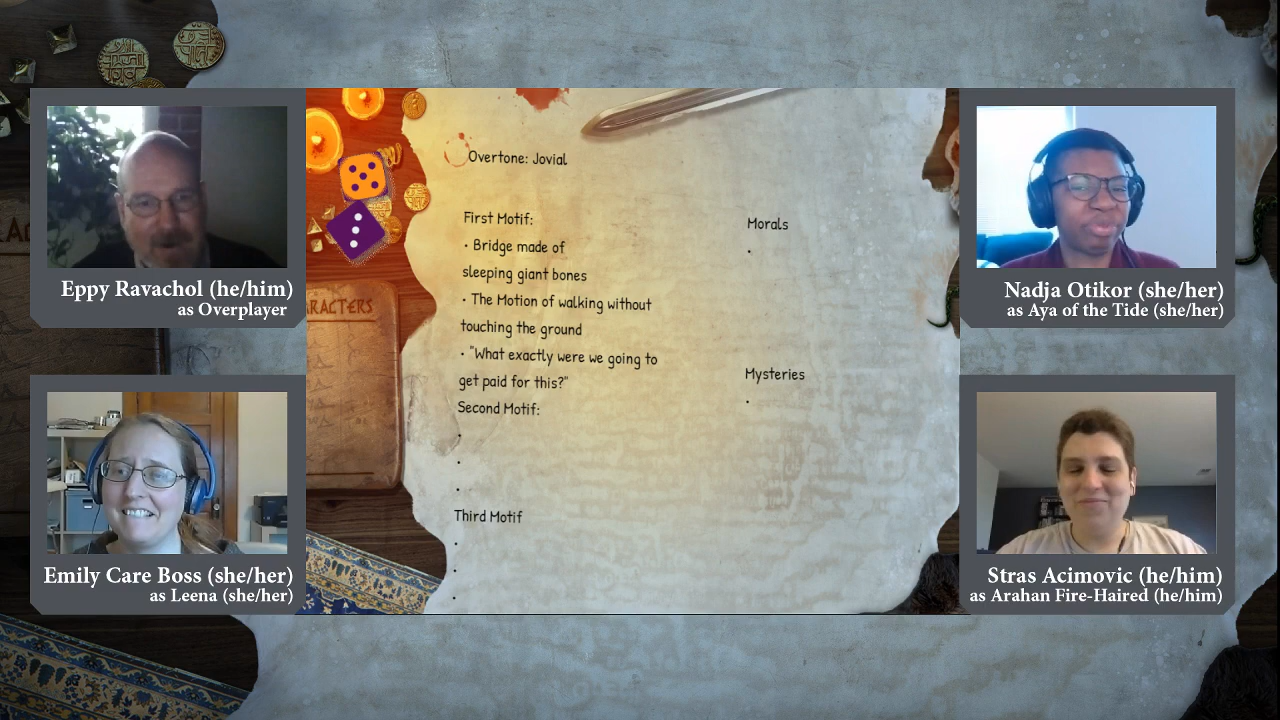 Eppy Ravachol (he/him)
as Overplayer
Emily Care Boss (she/her)
as Leena (she/her)
RACTERS
Overtone: Jovial
First Motif:
• Bridge made of
sleeping giant bones
• The Motion of walking without
touching the ground
• "What exactly were we going to
get paid for this?"
Second Motif:
•
•
•
Third Motif
•
•
•
Morals
•
Mysteries
•
Nadja Otikor (she/her)
as Aya of the Tide (she/her)
Stras Acimovic (he/him)
as Arahan Fire-Haired (he/him)